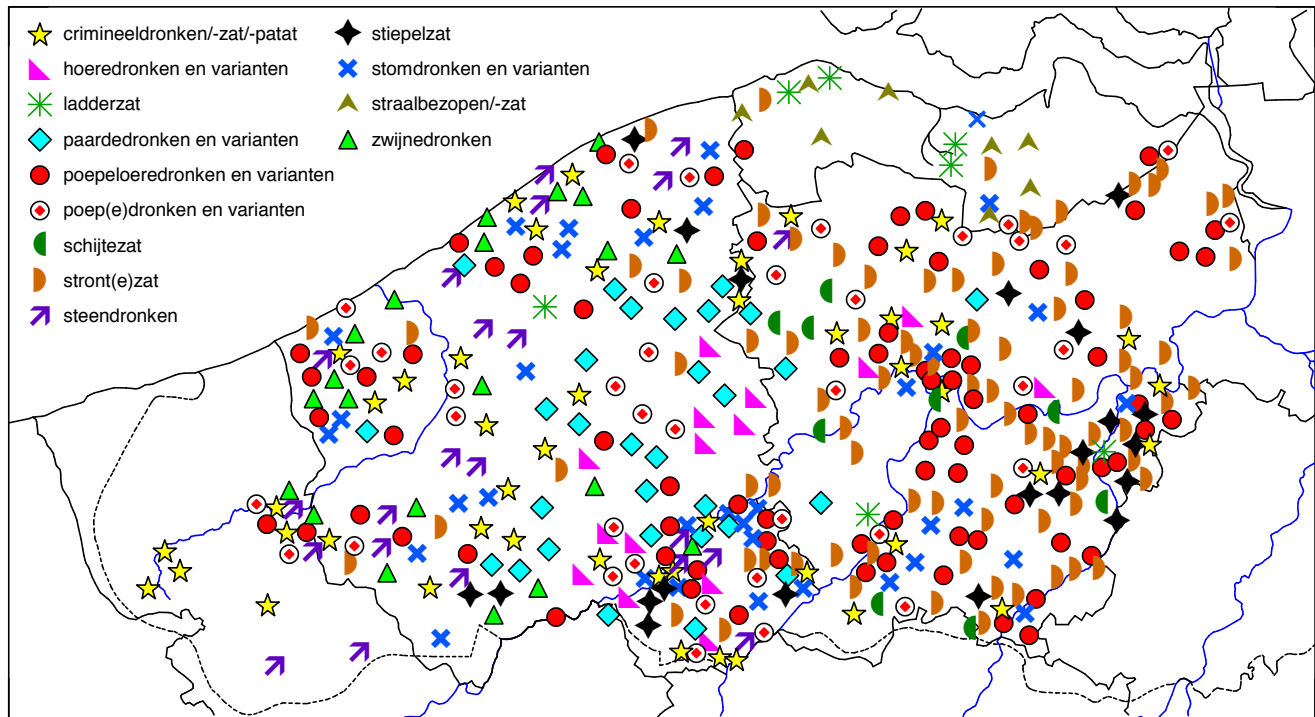 crimineeldronken/-zat/-patat
hoeredronken en varianten
ladderzat
paardedronken en varianten
poepeloeredronken en varianten
poep(e)dronken en varianten
schijtezat
stront(e)zat
steendronken
stiepelzat
stomdronken en varianten
straalbezopen/-zat
zwijnedronken